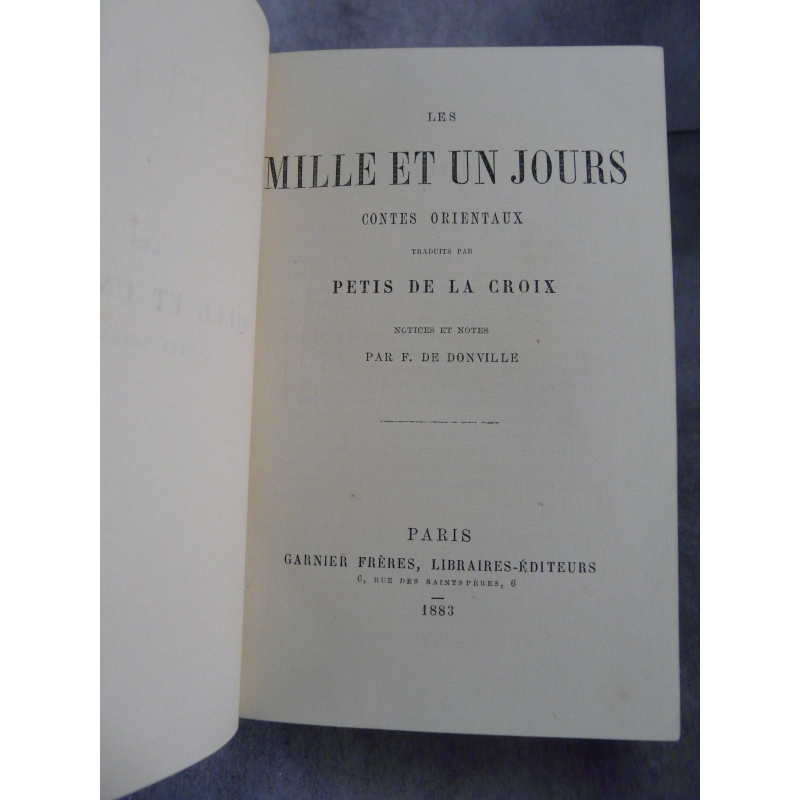 LES
MILLE ET UN JOURS
CONTES ORIENTAUX
TRADUITS PAR
PETIS DE LA CROIX
NOTICES ET NOTES
PAR F. DE DONVILLE
PARIS
GARNIER FRÈRES, LIBRAIRES-ÉDITEURS
6, RUE DES SAINTS PÈRES, 6
1883